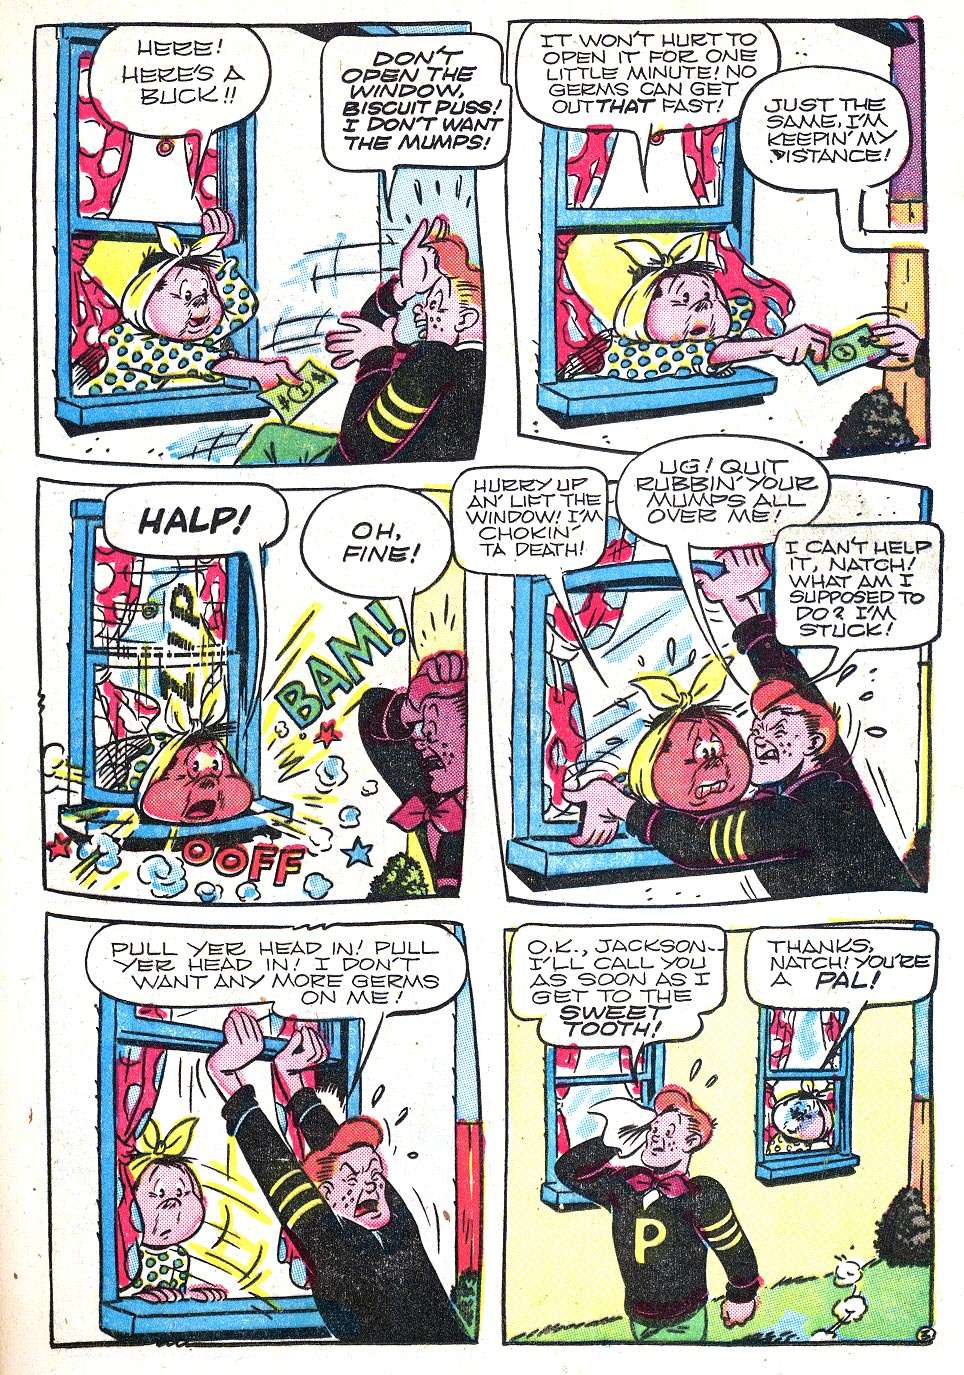 HERE!
HERE'S A
BUCK!!
DON'T
OPEN THE
WINDOW,
BISCUIT PUSS!
I DON'T WANT
THE MUMPS!
IT WON'T HURT TO
OPEN IT FOR ONE
LITTLE MINUTE! NO
GERMS CAN GET
OUT THAT FAST!
JUST THE
SAME, I'M
KEEPIN' MY
DISTANCE!
HALP!
ZIP
BAM!
OOFF
OH,
FINE!
HURRY UP
AN' LIFT THE
WINDOW! I'M
CHOKIN'
TA DEATH!
UG! QUIT
RUBBIN' YOUR
MUMPS ALL
OVER ME!
I CAN'T HELP
IT, NATCH!
WHAT AM I
SUPPOSED TO
DO? I'M
STUCK!
PULL YER HEAD IN! PULL
YER HEAD IN! I DON'T
WANT ANY MORE GERMS
ON ME!
O.K., JACKSON--
I'LL CALL YOU
AS SOON AS I
GET TO THE
SWEET
TOOTH!
THANKS,
NATCH! YOU'RE
A PAL!
P